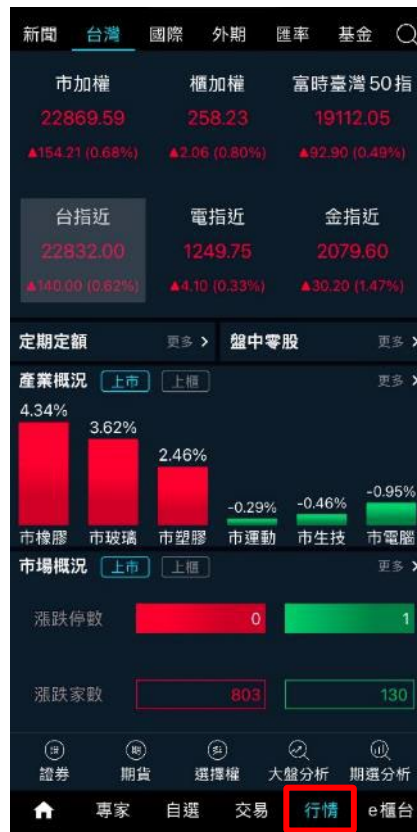 新聞 台灣 國際 外期 匯率 基金
市加權 櫃加權 富時臺灣50指
22869.59 258.23 19112.05
▲154.21 (0.68%) ▲2.06 (0.80%) ▲92.90 (0.49%)
台指近 電指近 金指近
22832.00 1249.75 2079.60
▲140.00 (0.62%) ▲4.10 (0.33%) ▲30.20 (1.47%)
定期定額 更多 > 盤中零股 更多 >
產業概況 上市 上櫃 更多 >
4.34% 3.62% 2.46% -0.29% -0.46% -0.95%
市橡膠 市玻璃 市塑膠 市運動 市生技 市電腦
市場概況 上市 上櫃 更多 >
漲跌停數 0 1
漲跌家數 803 130
證券 期貨 選擇權 大盤分析 期選分析
專家 自選 交易 行情 e櫃台